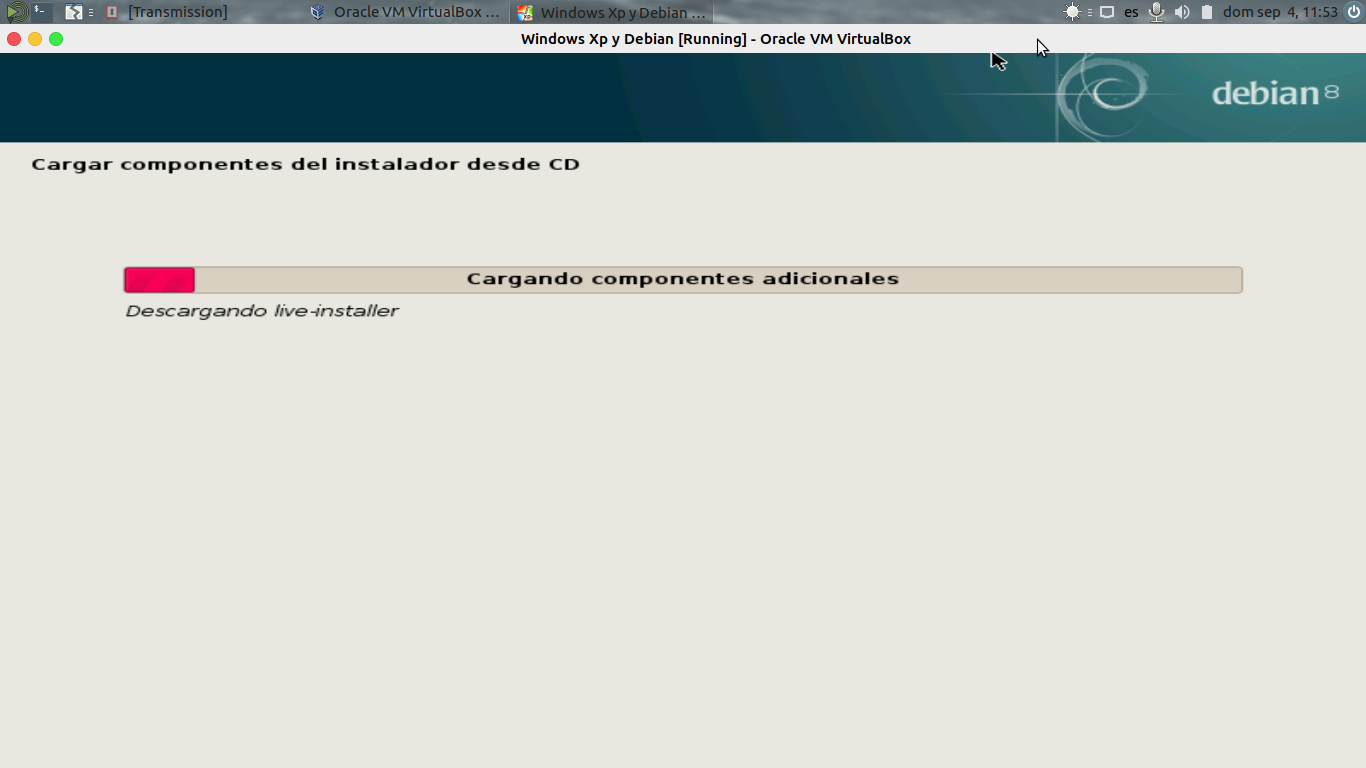 [Transmission] Oracle VM VirtualBox ... Windows Xp y Debian ... es dom sep 4, 11:53
Windows Xp y Debian [Running] - Oracle VM VirtualBox
debian 8
Cargar componentes del instalador desde CD
Cargando componentes adicionales
Descargando live-installer